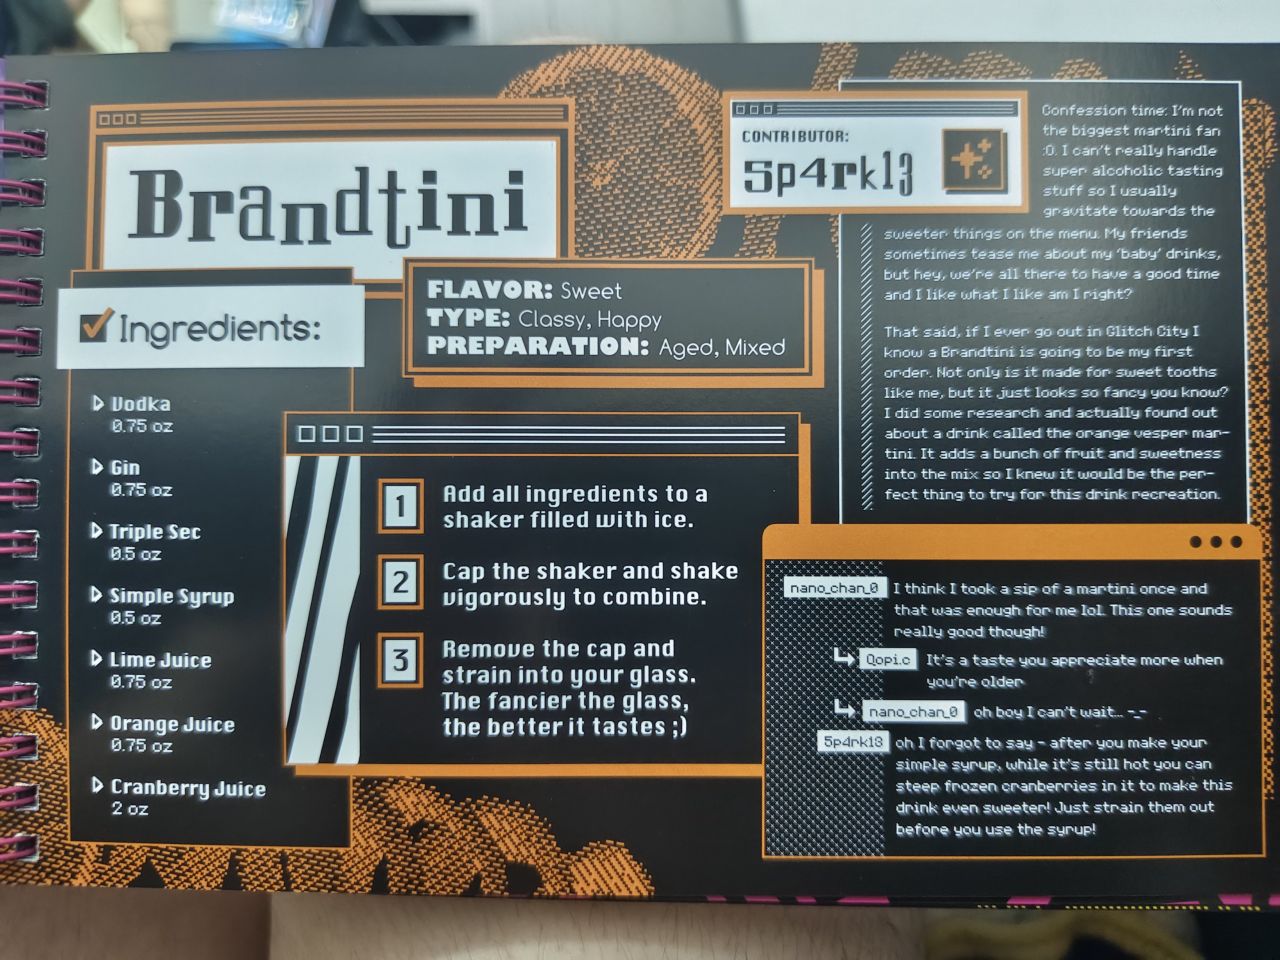 Brandtini
FLAVOR: Sweet
TYPE: Classy, Happy
PREPARATION: Aged, Mixed
Ingredients:
Vodka
0.75 oz
Gin
0.75 oz
Triple Sec
0.5 oz
Simple Syrup
0.5 oz
Lime Juice
0.75 oz
Orange Juice
0.75 oz
Cranberry Juice
2 oz
1
Add all ingredients to a
shaker filled with ice.
2
Cap the shaker and shake
vigorously to combine.
3
Remove the cap and
strain into your glass.
The fancier the glass,
the better it tastes ;)
CONTRIBUTOR:
5p4rkl3
Confession time: I'm not
the biggest martini fan
:O. I can't really handle
super alcoholic tasting
stuff so I usually
gravitate towards the
sweeter things on the menu. My friends
sometimes tease me about my 'baby' drinks,
but hey, we're all there to have a good time
and I like what I like am I right?
That said, if I ever go out in Glitch City I
know a Brandtini is going to be my first
order. Not only is it made for sweet tooths
like me, but it just looks so fancy you know?
I did some research and actually found out
about a drink called the orange vesper mar-
tini. It adds a bunch of fruit and sweetness
into the mix so I knew it would be the per-
fect thing to try for this drink recreation.
nano_chan_0 I think I took a sip of a martini once and
that was enough for me lol. This one sounds
really good though!
Qopi.c It's a taste you appreciate more when
you're older
nano_chan_0 oh boy I can't wait... -_-
5p4rkl3 oh I forgot to say - after you make your
simple syrup, while it's still hot you can
steep frozen cranberries in it to make this
drink even sweeter! Just strain them out
before you use the syrup!